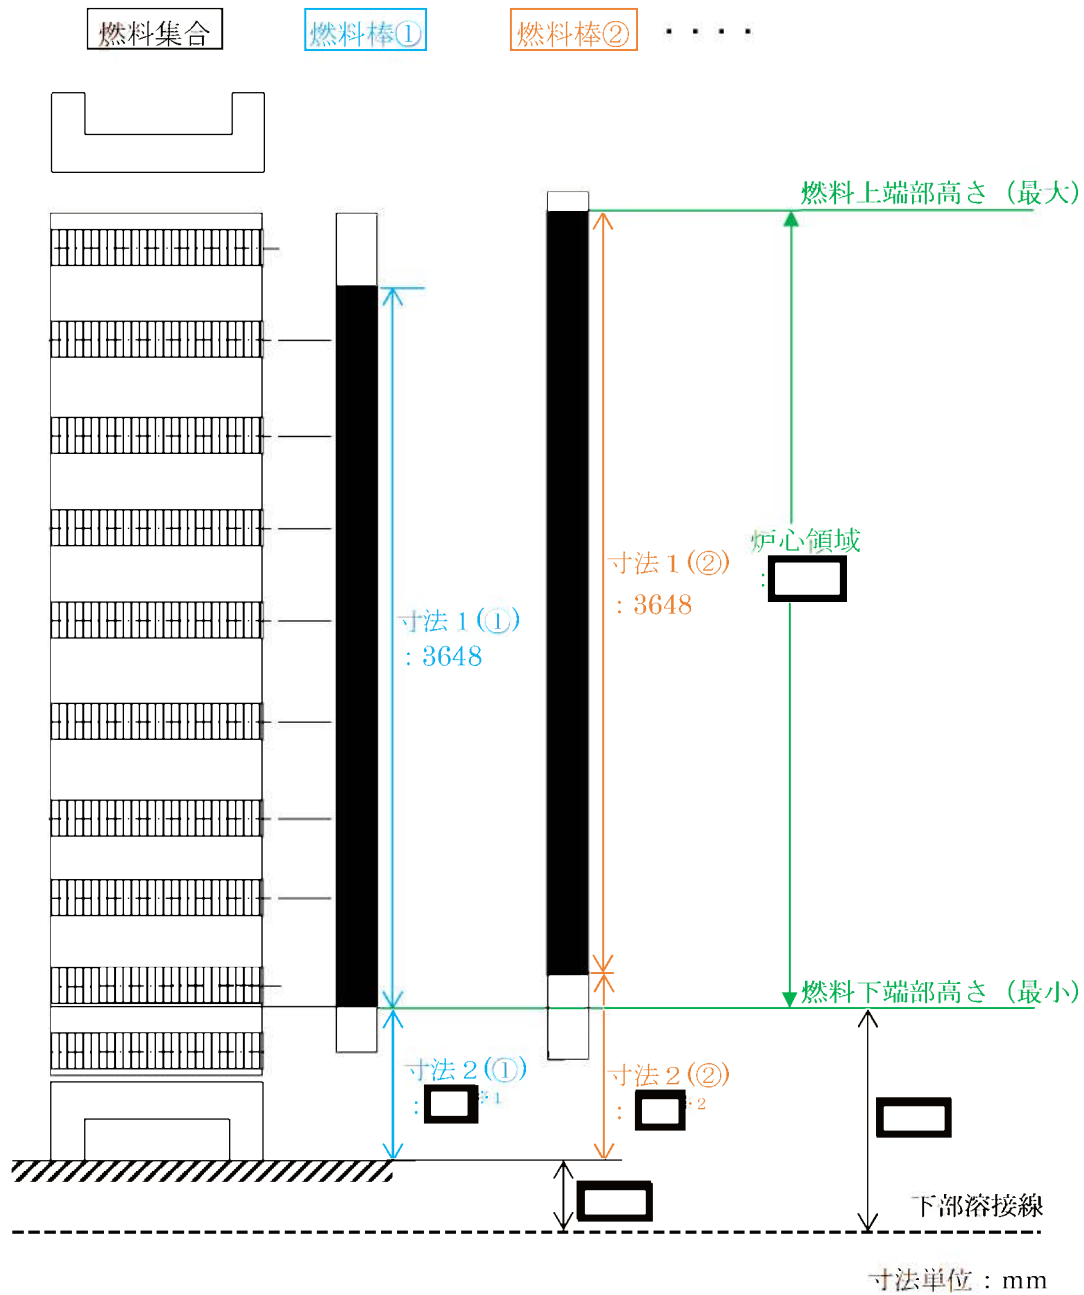 燃料集合
燃料棒①
燃料棒②
・・・・
燃料上端部高さ（最大）
炉心領域
:
寸法1(②)
: 3648
寸法1(①)
: 3648
燃料下端部高さ（最小）
寸法2(①)
: ※1
寸法2(②)
: ※2
下部溶接線
寸法単位：mm